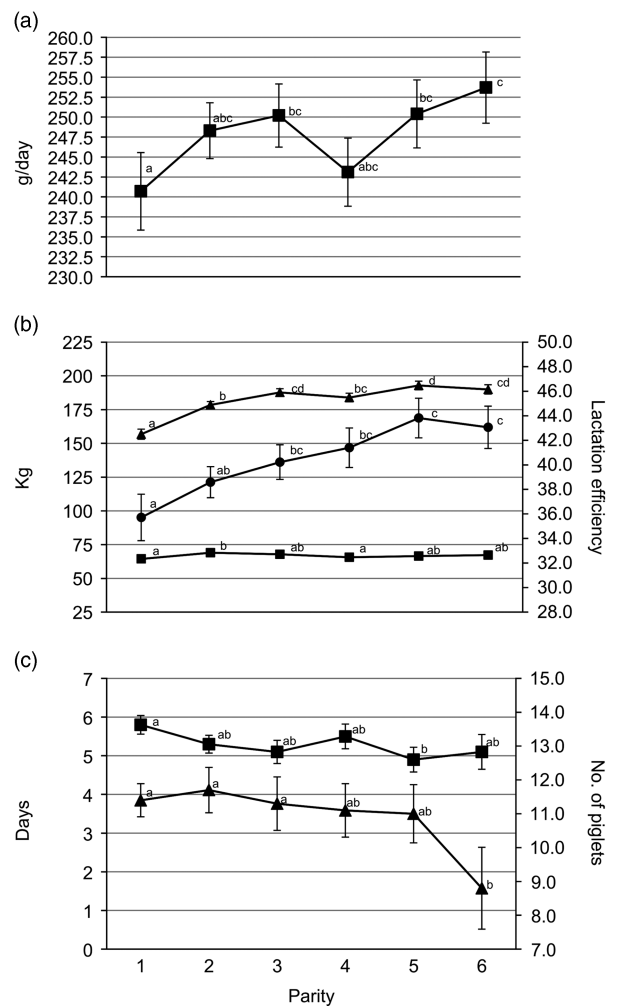 (a)
260.0
257.5
255.0
252.5
250.0
247.5
245.0
242.5
240.0
237.5
235.0
232.5
230.0
g/day
a
abc
bc
abc
bc
c
(b)
225
200
175
150
125
100
75
50
25
Kg
50.0
48.0
46.0
44.0
42.0
40.0
38.0
36.0
34.0
32.0
30.0
28.0
Lactation efficiency
a
b
cd
bc
d
cd
a
ab
bc
bc
c
c
a
b
ab
a
ab
ab
(c)
7
6
5
4
3
2
1
0
Days
15.0
14.0
13.0
12.0
11.0
10.0
9.0
8.0
7.0
No. of piglets
a
ab
ab
ab
b
ab
a
a
a
ab
ab
b
1 2 3 4 5 6
Parity